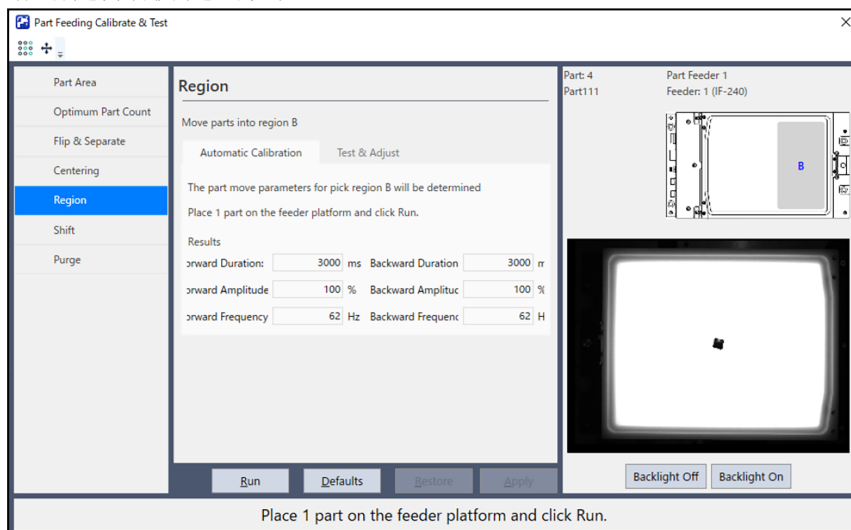 Part Feeding Calibrate & Test
Part Area
Optimum Part Count
Flip & Separate
Centering
Region
Shift
Purge
Region
Move parts into region B
Automatic Calibration Test & Adjust
The part move parameters for pick region B will be determined
Place 1 part on the feeder platform and click Run.
Results
orward Duration: 3000 ms Backward Duration 3000 m
orward Amplitude 100 % Backward Amplituc 100 %
orward Frequency 62 Hz Backward Frequenc 62 H
Run Defaults Restore Apply
Part: 4 Part Feeder 1
Part111 Feeder: 1 (IF-240)
B
Backlight Off Backlight On
Place 1 part on the feeder platform and click Run.